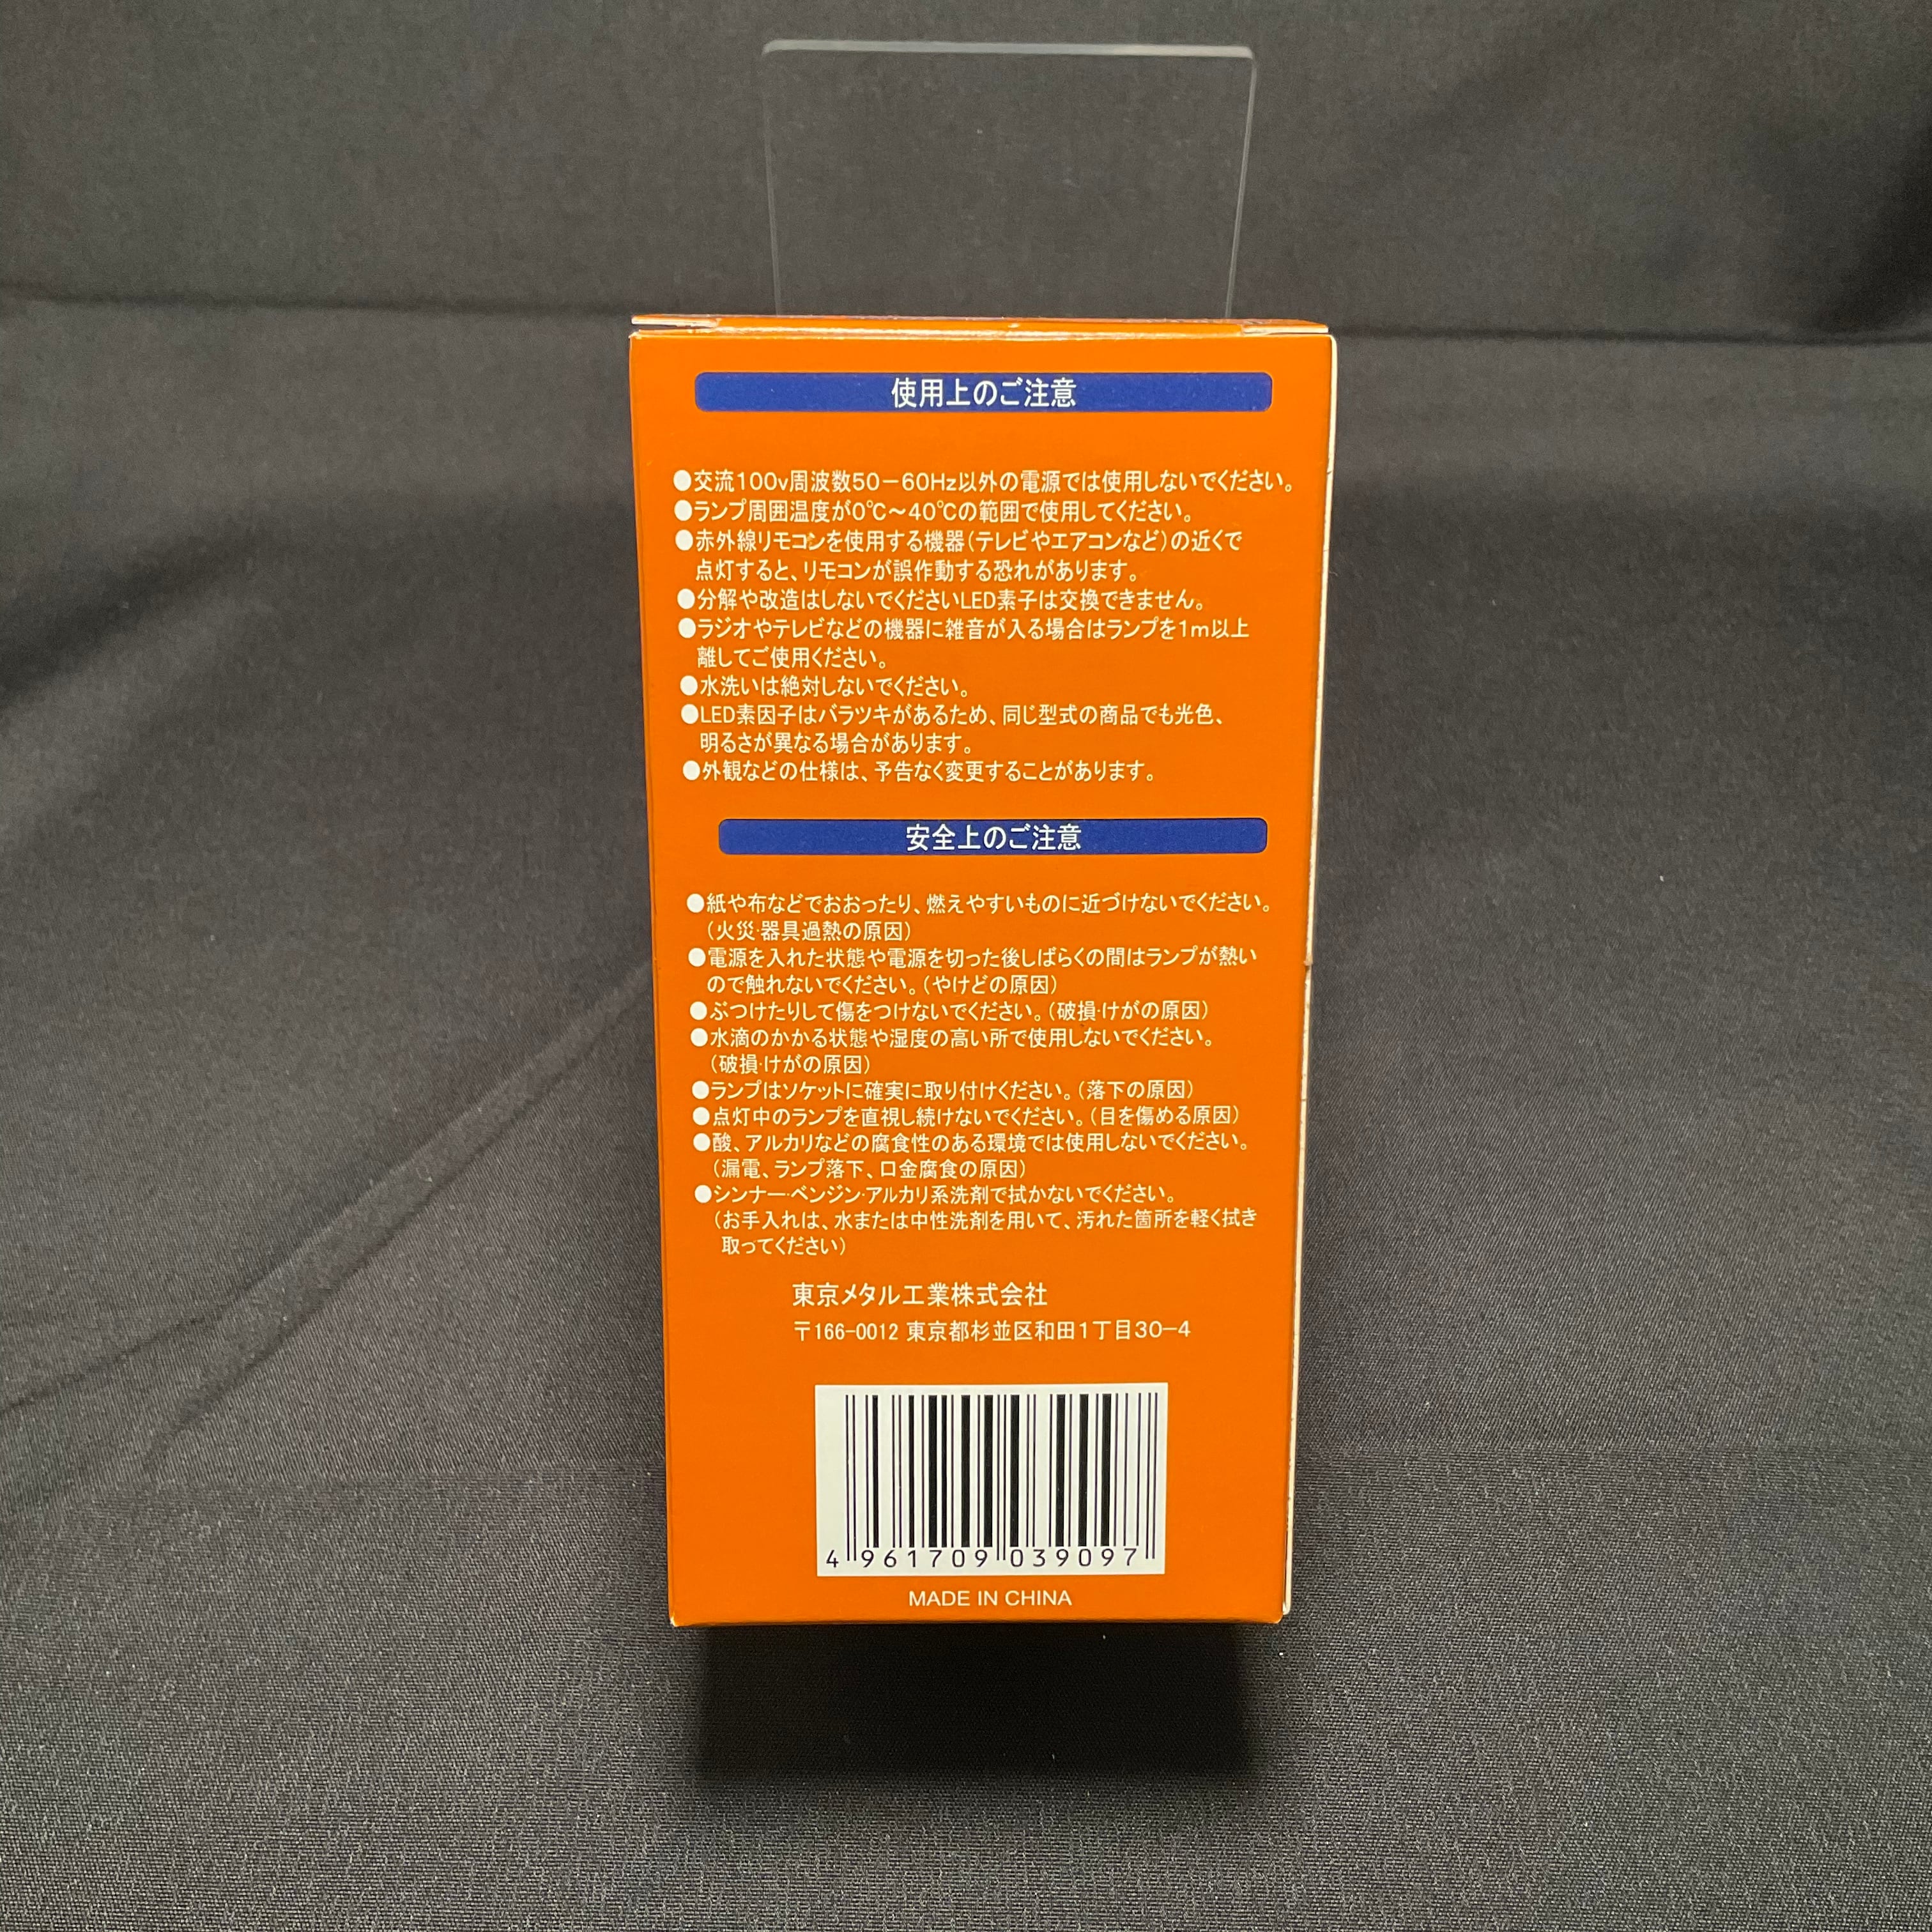 使用上のご注意
●交流100v周波数50−60Hz以外の電源では使用しないでください。
●ランプ周囲温度が0℃～40℃の範囲で使用してください。
●赤外線リモコンを使用する機器(テレビやエアコンなど)の近くで
点灯すると、リモコンが誤作動する恐れがあります。
●分解や改造はしないでくださいLED素子は交換できません。
●ラジオやテレビなどの機器に雑音が入る場合はランプを1m以上
離してご使用ください。
●水洗いは絶対しないでください。
●LED素因子はバラツキがあるため、同じ型式の商品でも光色、
明るさが異なる場合があります。
●外観などの仕様は、予告なく変更することがあります。
安全上のご注意
●紙や布などでおおったり、燃えやすいものに近づけないでください。
(火災·器具過熱の原因)
●電源を入れた状態や電源を切った後しばらくの間はランプが熱い
ので触れないでください。(やけどの原因)
●ぶつけたりして傷をつけないでください。(破損·けがの原因)
●水滴のかかる状態や湿度の高い所で使用しないでください。
(破損·けがの原因)
●ランプはソケットに確実に取り付けください。(落下の原因)
●点灯中のランプを直視し続けないでください。(目を傷める原因)
●酸、アルカリなどの腐食性のある環境では使用しないでください。
(漏電、ランプ落下、口金腐食の原因)
●シンナー·ベンジン·アルカリ系洗剤で拭かないでください。
(お手入れは、水または中性洗剤を用いて、汚れた箇所を軽く拭き
取ってください)
東京メタル工業株式会社
〒166-0012 東京都杉並区和田1丁目30−4
4 961709 039097
MADE IN CHINA